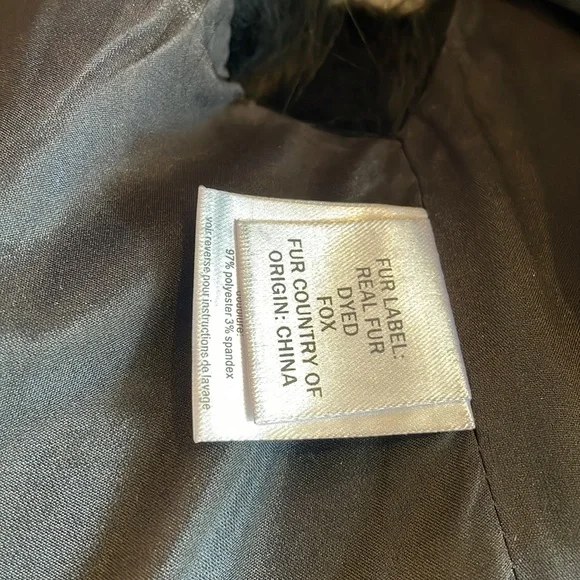 FUR LABEL:
REAL FUR
DYED
FOX
FUR COUNTRY OF
ORIGIN: CHINA
97% polyester 3% spandex
voir reverse pour instructions de lavage